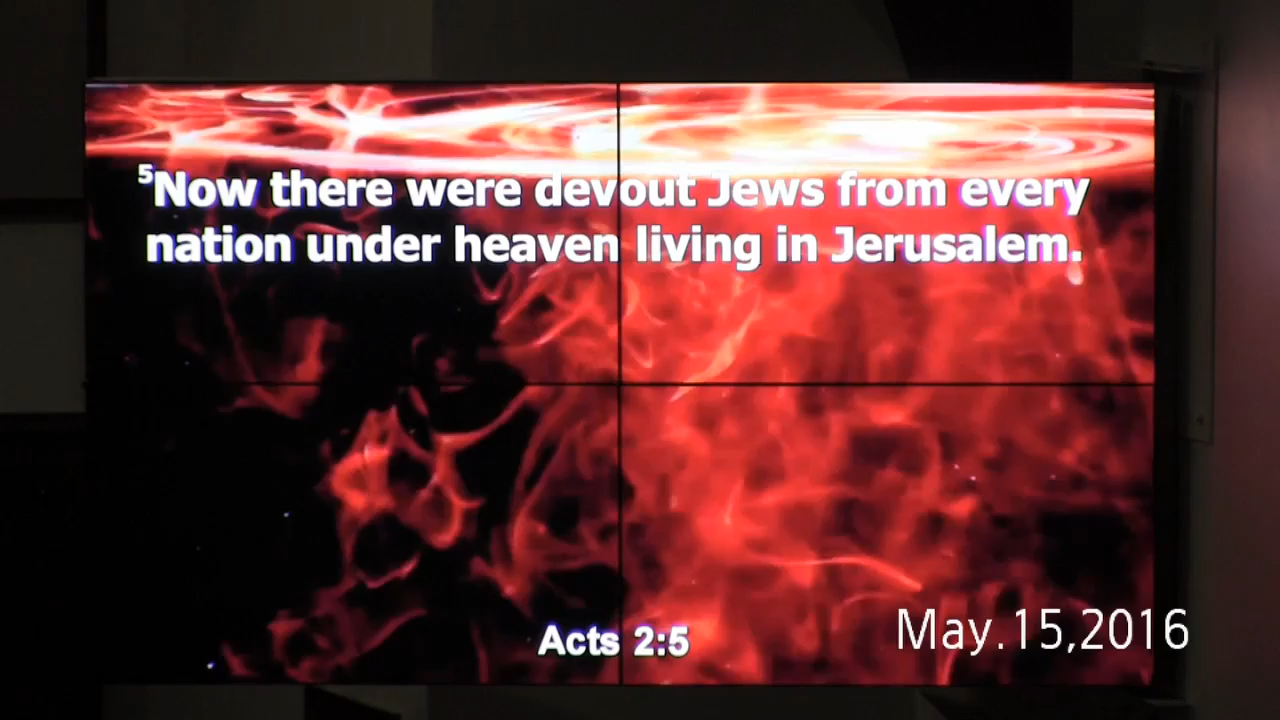 ⁵Now there were devout Jews from every
nation under heaven living in Jerusalem.
Acts 2:5
May.15,2016